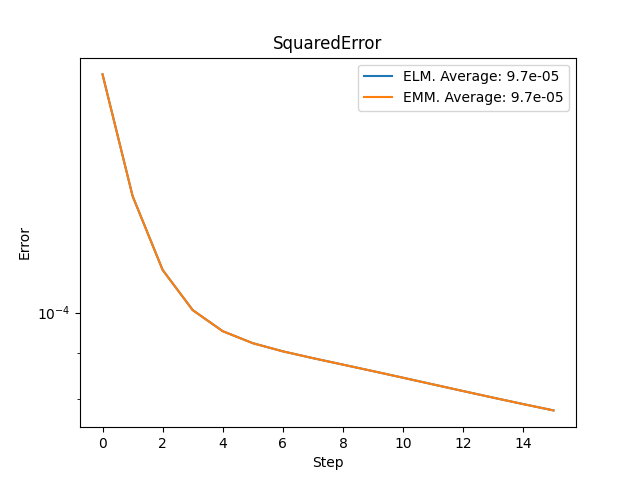 SquaredError
ELM. Average: 9.7e-05
EMM. Average: 9.7e-05
Error
10⁻⁴
0 2 4 6 8 10 12 14
Step